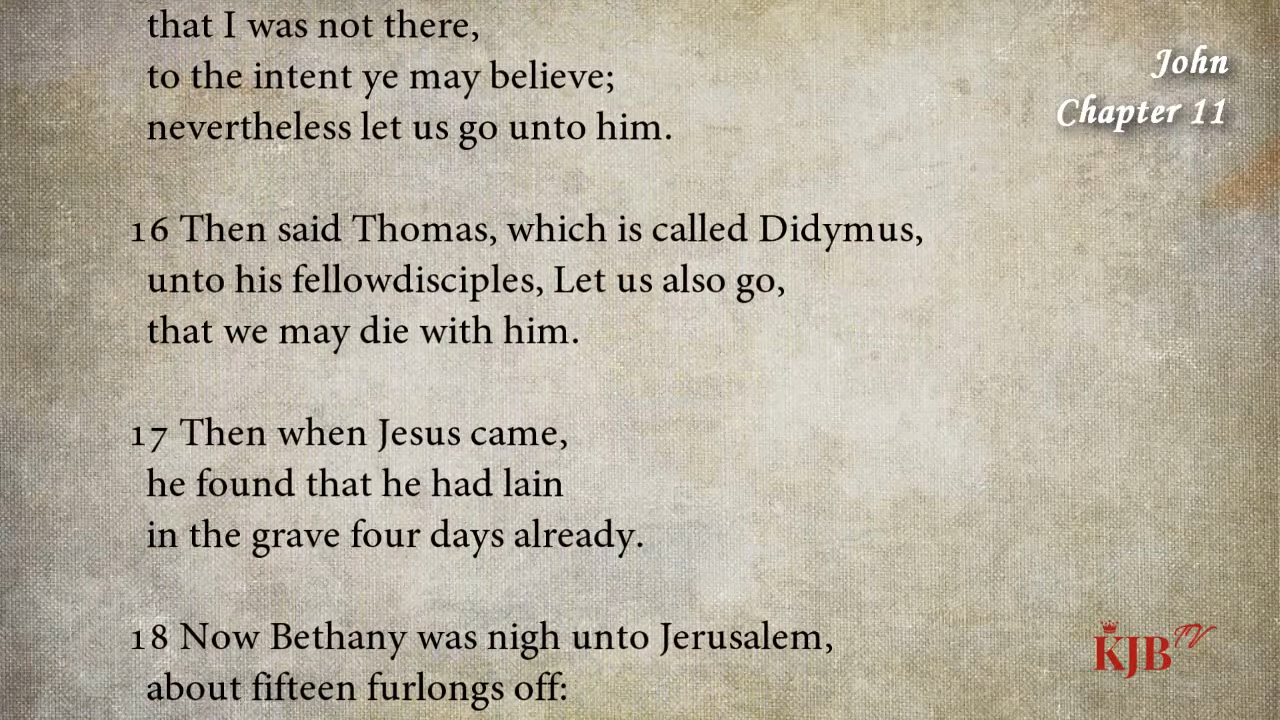 that I was not there,
to the intent ye may believe;
nevertheless let us go unto him.
16 Then said Thomas, which is called Didymus,
unto his fellowdisciples, Let us also go,
that we may die with him.
17 Then when Jesus came,
he found that he had lain
in the grave four days already.
18 Now Bethany was nigh unto Jerusalem,
about fifteen furlongs off:
John
Chapter 11
KJB TV